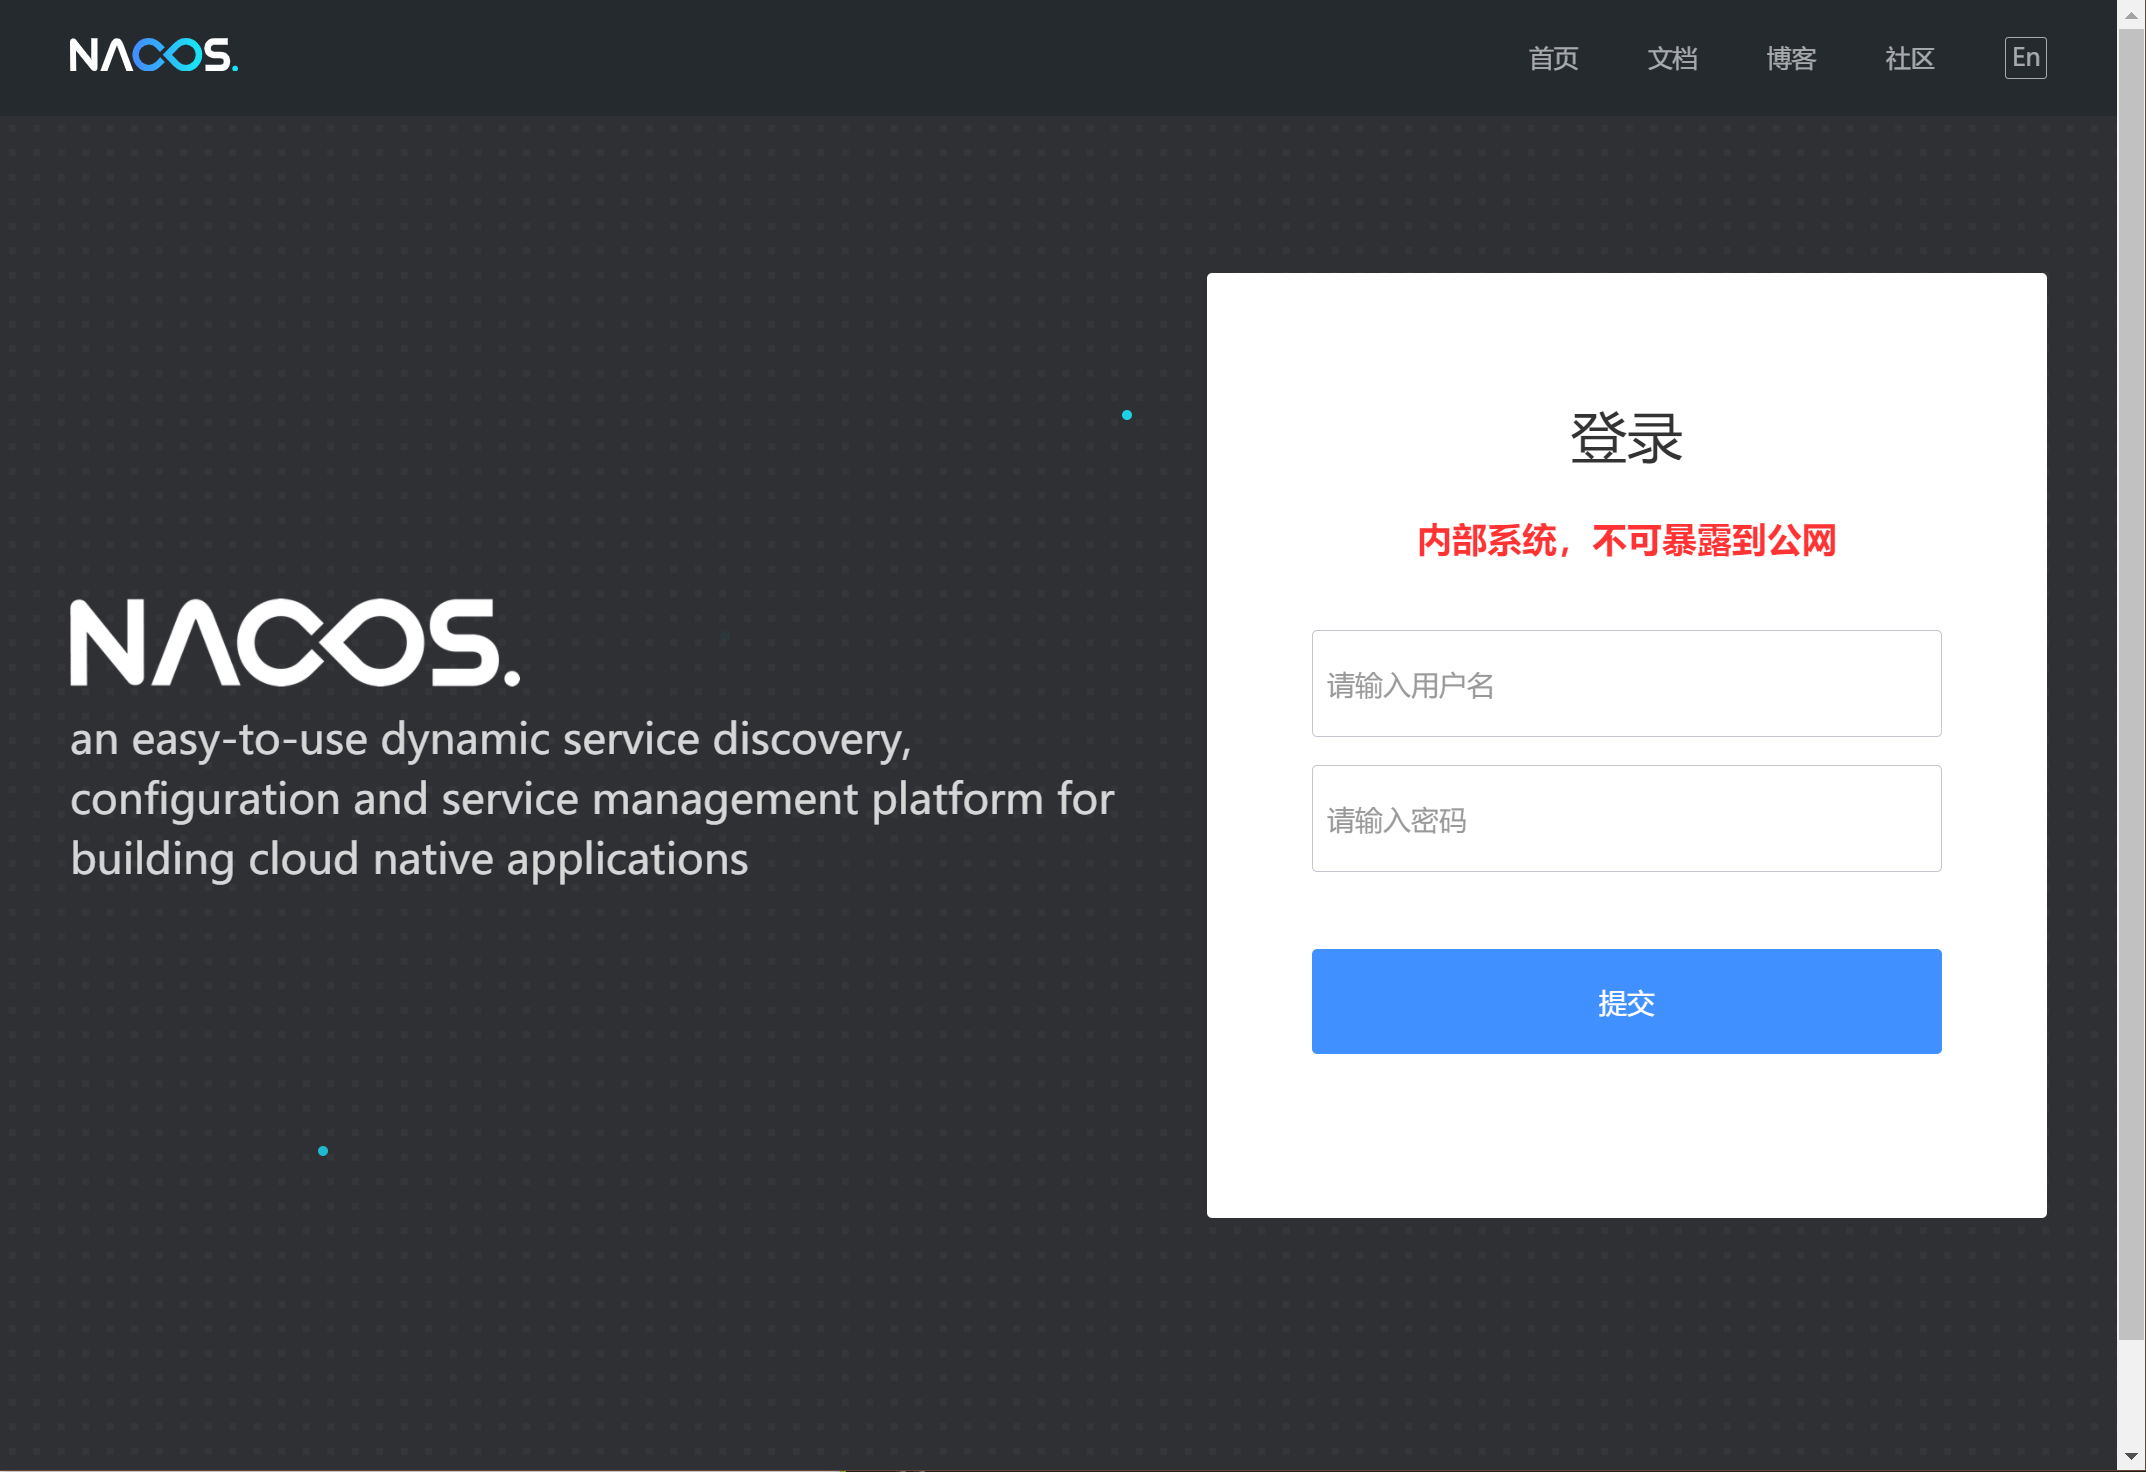 NACOS.
首页 文档 博客 社区 En
登录
内部系统，不可暴露到公网
NACOS.
an easy-to-use dynamic service discovery,
configuration and service management platform for
building cloud native applications
请输入用户名
请输入密码
提交